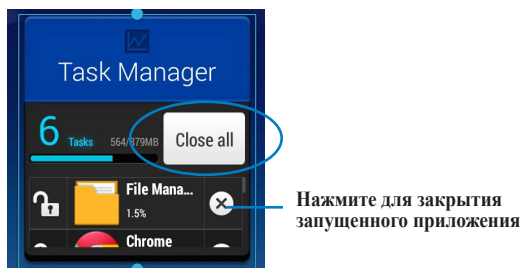 Task Manager
6 Tasks 564/879MB Close all
File Mana...
1.5%
Нажмите для закрытия
запущенного приложения
Chrome